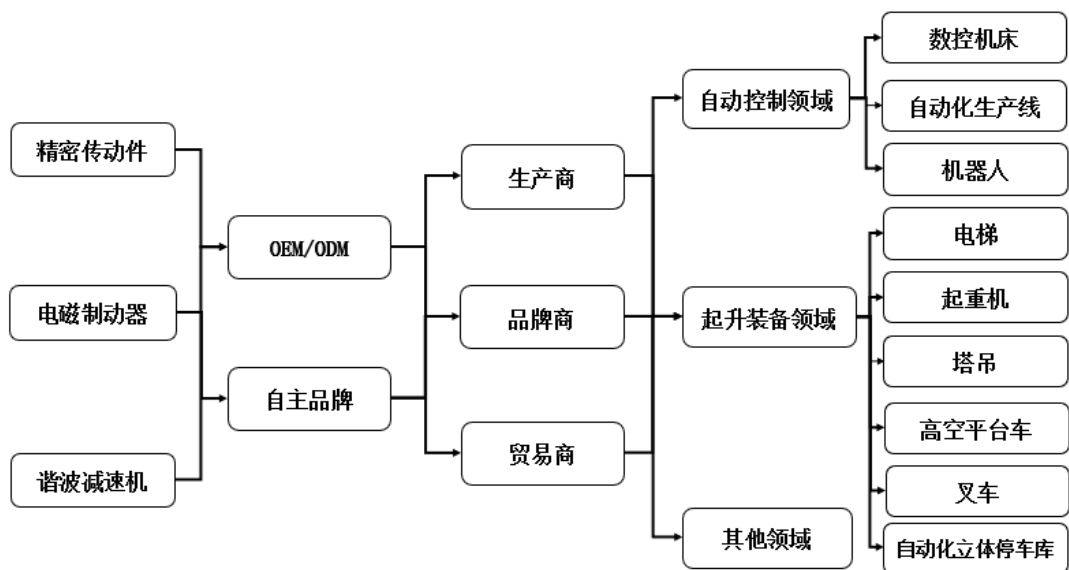 精密传动件
电磁制动器
谐波减速机
OEM/ODM
自主品牌
生产商
品牌商
贸易商
自动控制领域
起升装备领域
其他领域
数控机床
自动化生产线
机器人
电梯
起重机
塔吊
高空平台车
叉车
自动化立体停车库